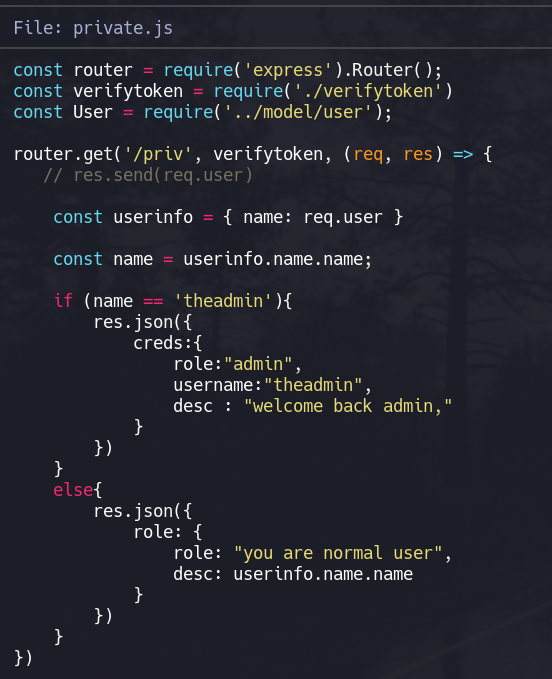 File: private.js
const router = require('express').Router();
const verifytoken = require('./verifytoken')
const User = require('../model/user');
router.get('/priv', verifytoken, (req, res) => {
   // res.send(req.user)
    const userinfo = { name: req.user }
    const name = userinfo.name.name;
    if (name == 'theadmin'){
        res.json({
            creds:{
                role:"admin",
                username:"theadmin",
                desc : "welcome back admin,"
            }
        })
    }
    else{
        res.json({
            role: {
                role: "you are normal user",
                desc: userinfo.name.name
            }
        })
    }
})